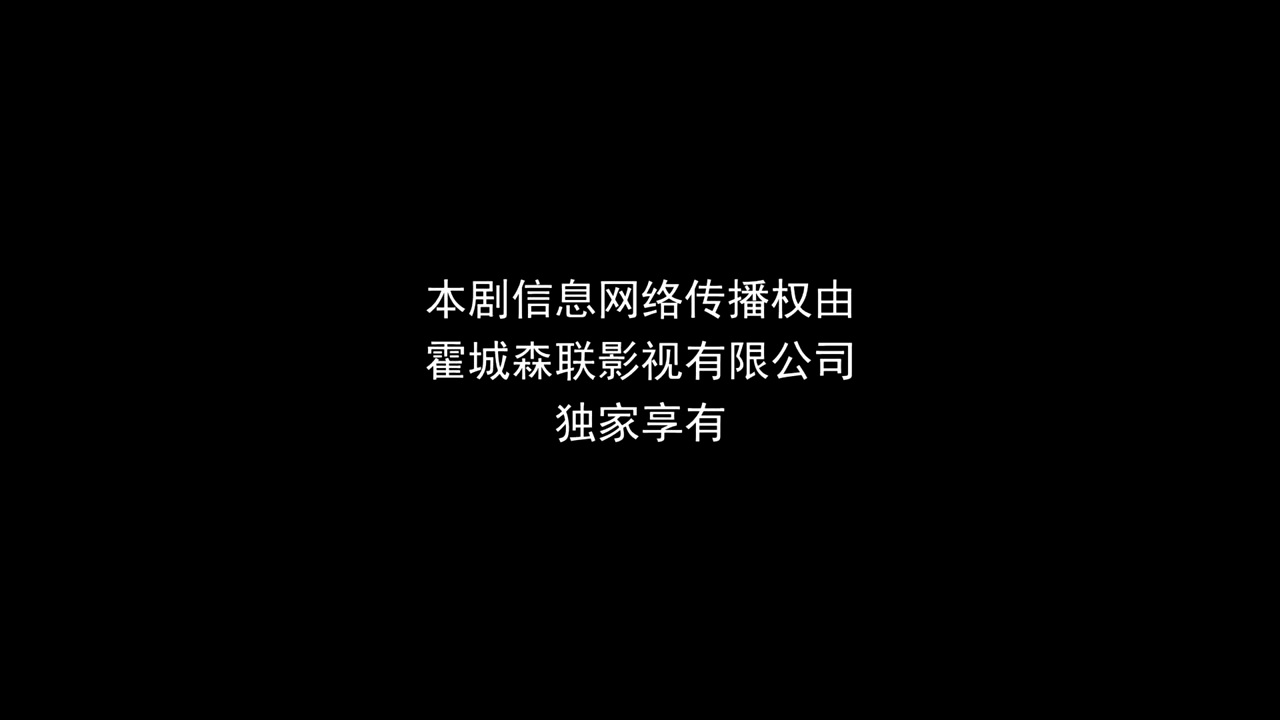 本剧信息网络传播权由
霍城森联影视有限公司
独家享有